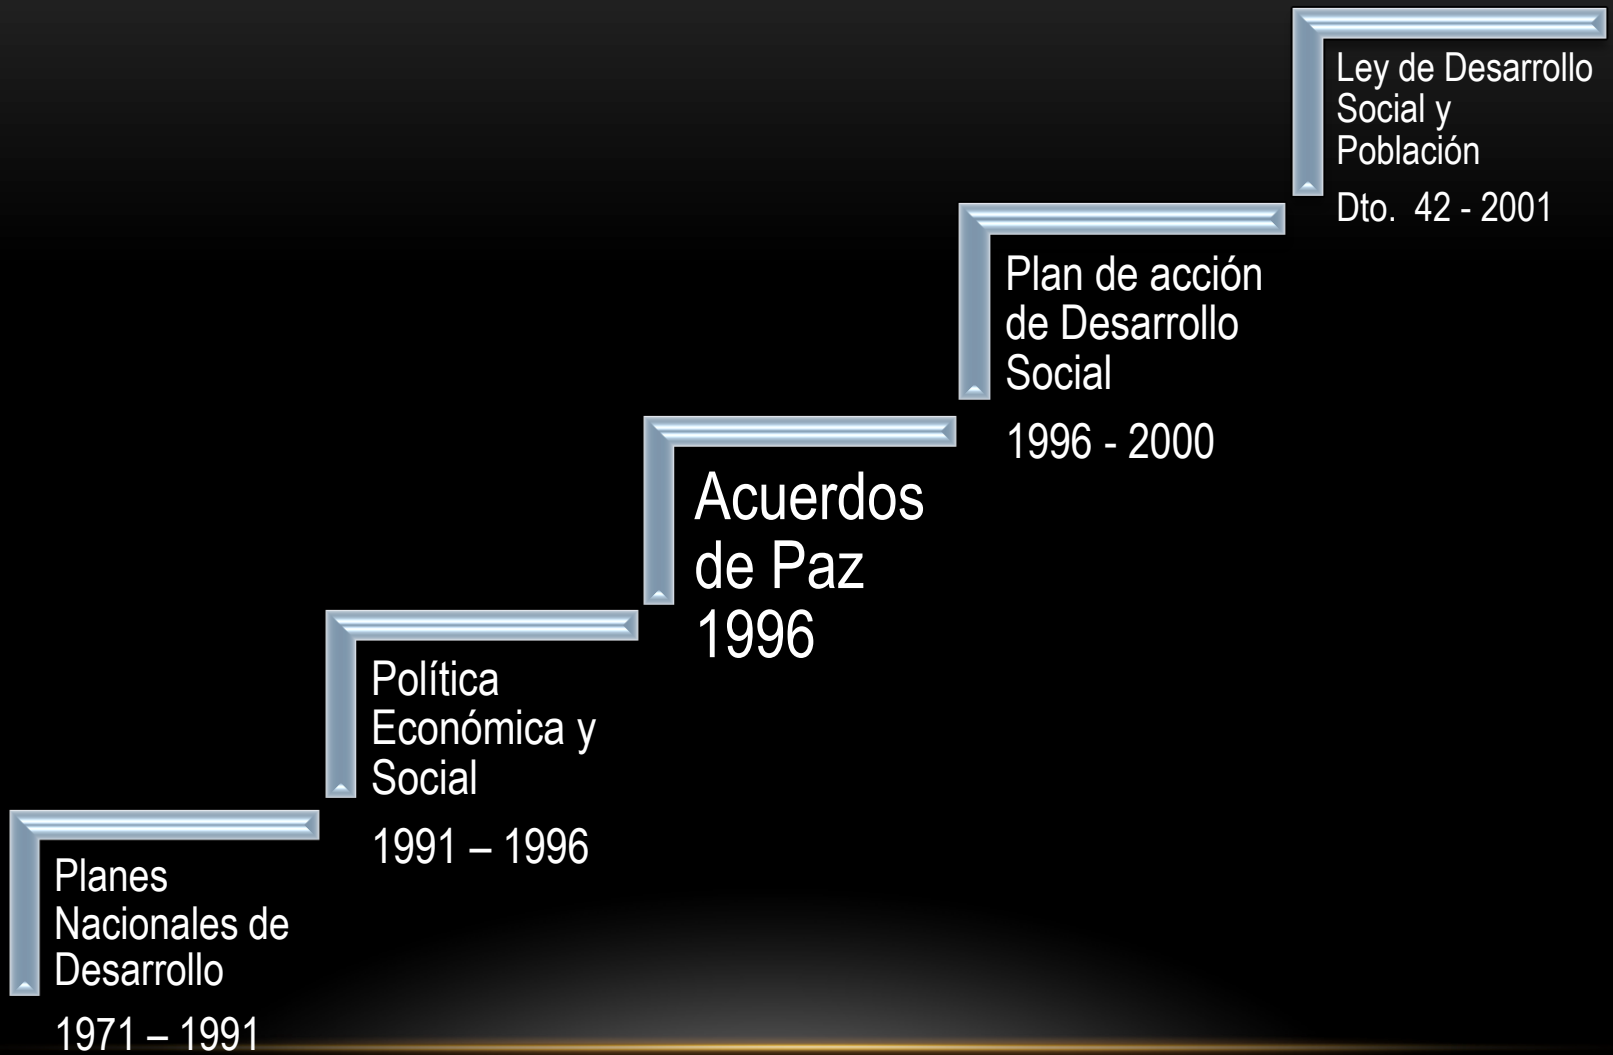 Planes
Nacionales de
Desarrollo
1971 – 1991
Política
Económica y
Social
1991 – 1996
Acuerdos
de Paz
1996
Plan de acción
de Desarrollo
Social
1996 - 2000
Ley de Desarrollo
Social y
Población
Dto. 42 - 2001